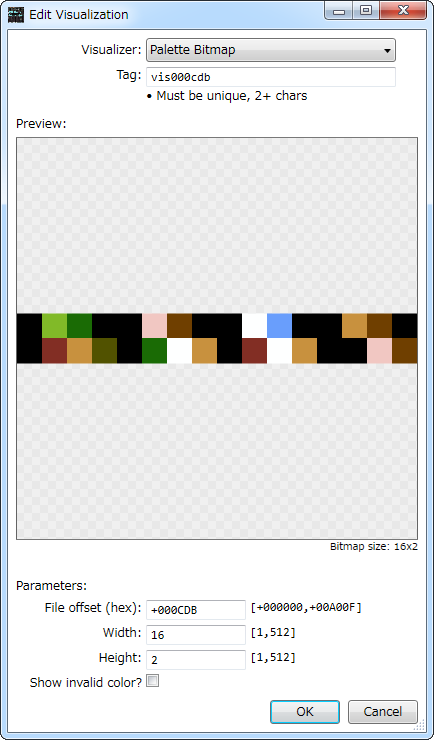 Edit Visualization
Visualizer: Palette Bitmap
Tag: vis000cdb
• Must be unique, 2+ chars
Preview:
Bitmap size: 16x2
Parameters:
File offset (hex): +000CDB [+000000,+00A00F]
Width: 16 [1,512]
Height: 2 [1,512]
Show invalid color?
OK Cancel